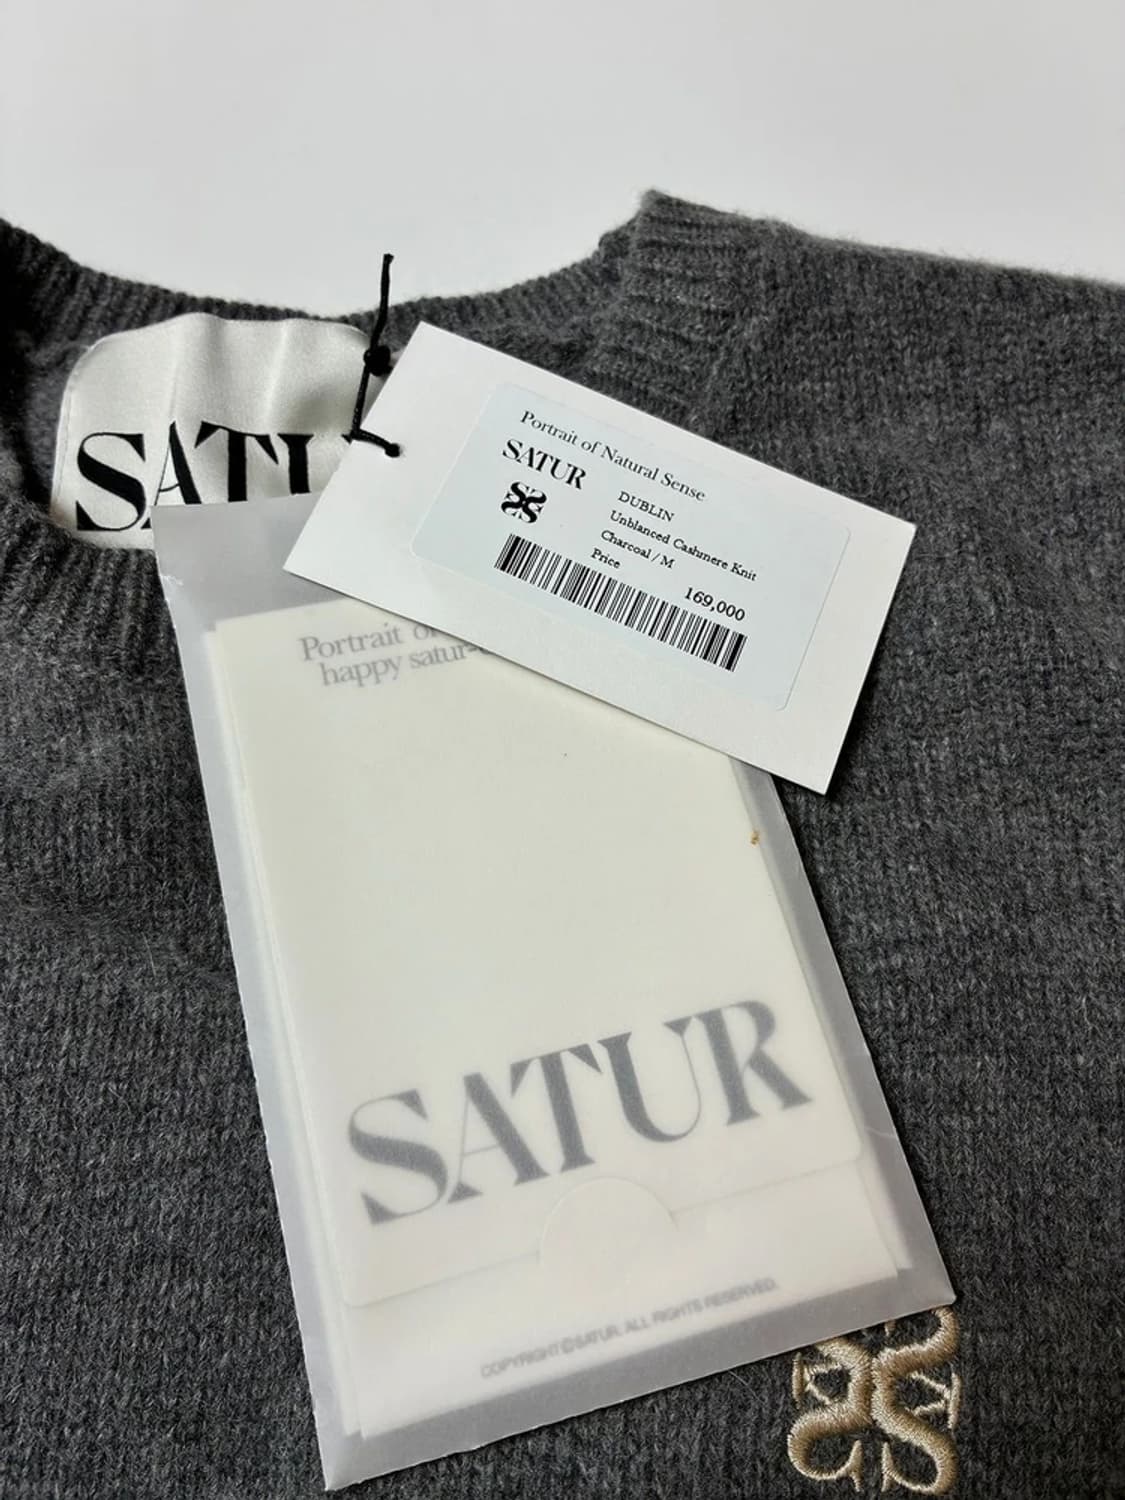 SATU
Portrait of Natural Sense
SATUR
DUBLIN
Unblanced Cashmere Knit
Charcoal / M
Price
169,000
Portrait
happy satur-
SATUR
COPYRIGHT©SATUR. ALL RIGHTS RESERVED.